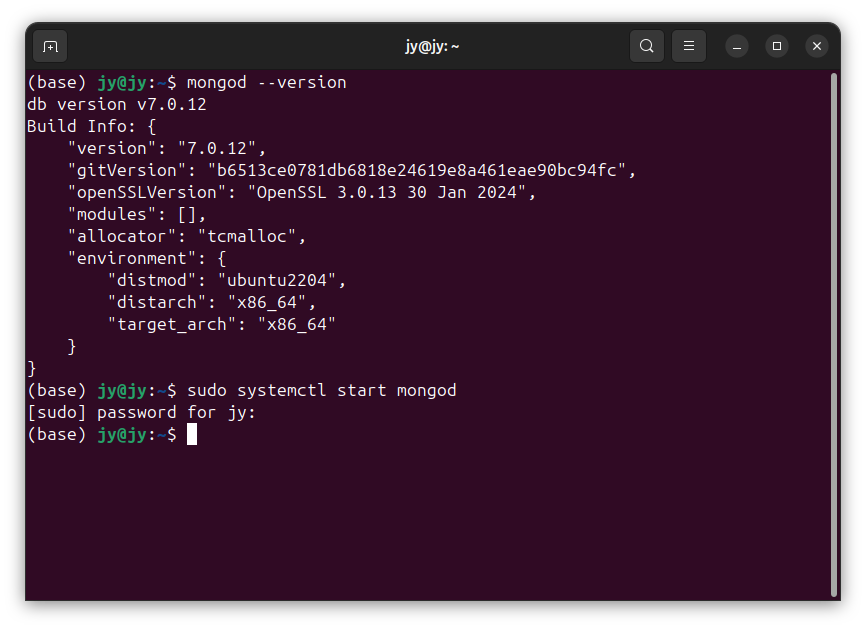 jy@jy: ~
(base) jy@jy:~$ mongod --version
db version v7.0.12
Build Info: {
    "version": "7.0.12",
    "gitVersion": "b6513ce0781db6818e24619e8a461eae90bc94fc",
    "openSSLVersion": "OpenSSL 3.0.13 30 Jan 2024",
    "modules": [],
    "allocator": "tcmalloc",
    "environment": {
        "distmod": "ubuntu2204",
        "distarch": "x86_64",
        "target_arch": "x86_64"
    }
}
(base) jy@jy:~$ sudo systemctl start mongod
[sudo] password for jy:
(base) jy@jy:~$